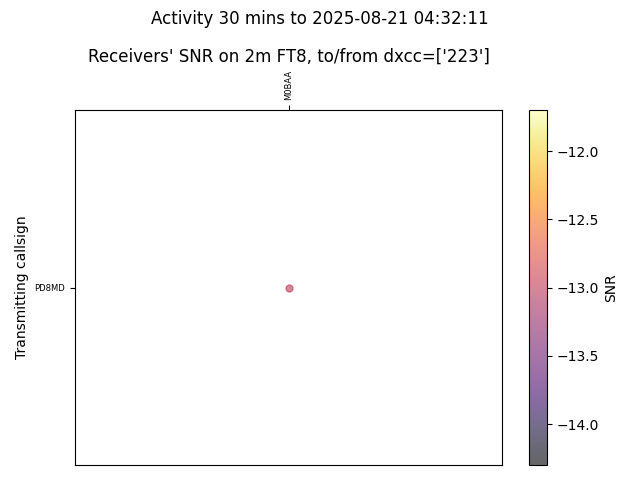 Activity 30 mins to 2025-08-21 04:32:11
Receivers' SNR on 2m FT8, to/from dxcc=['223']
M0BAA
Transmitting callsign
PD8MD
−12.0
−12.5
−13.0
−13.5
−14.0
SNR